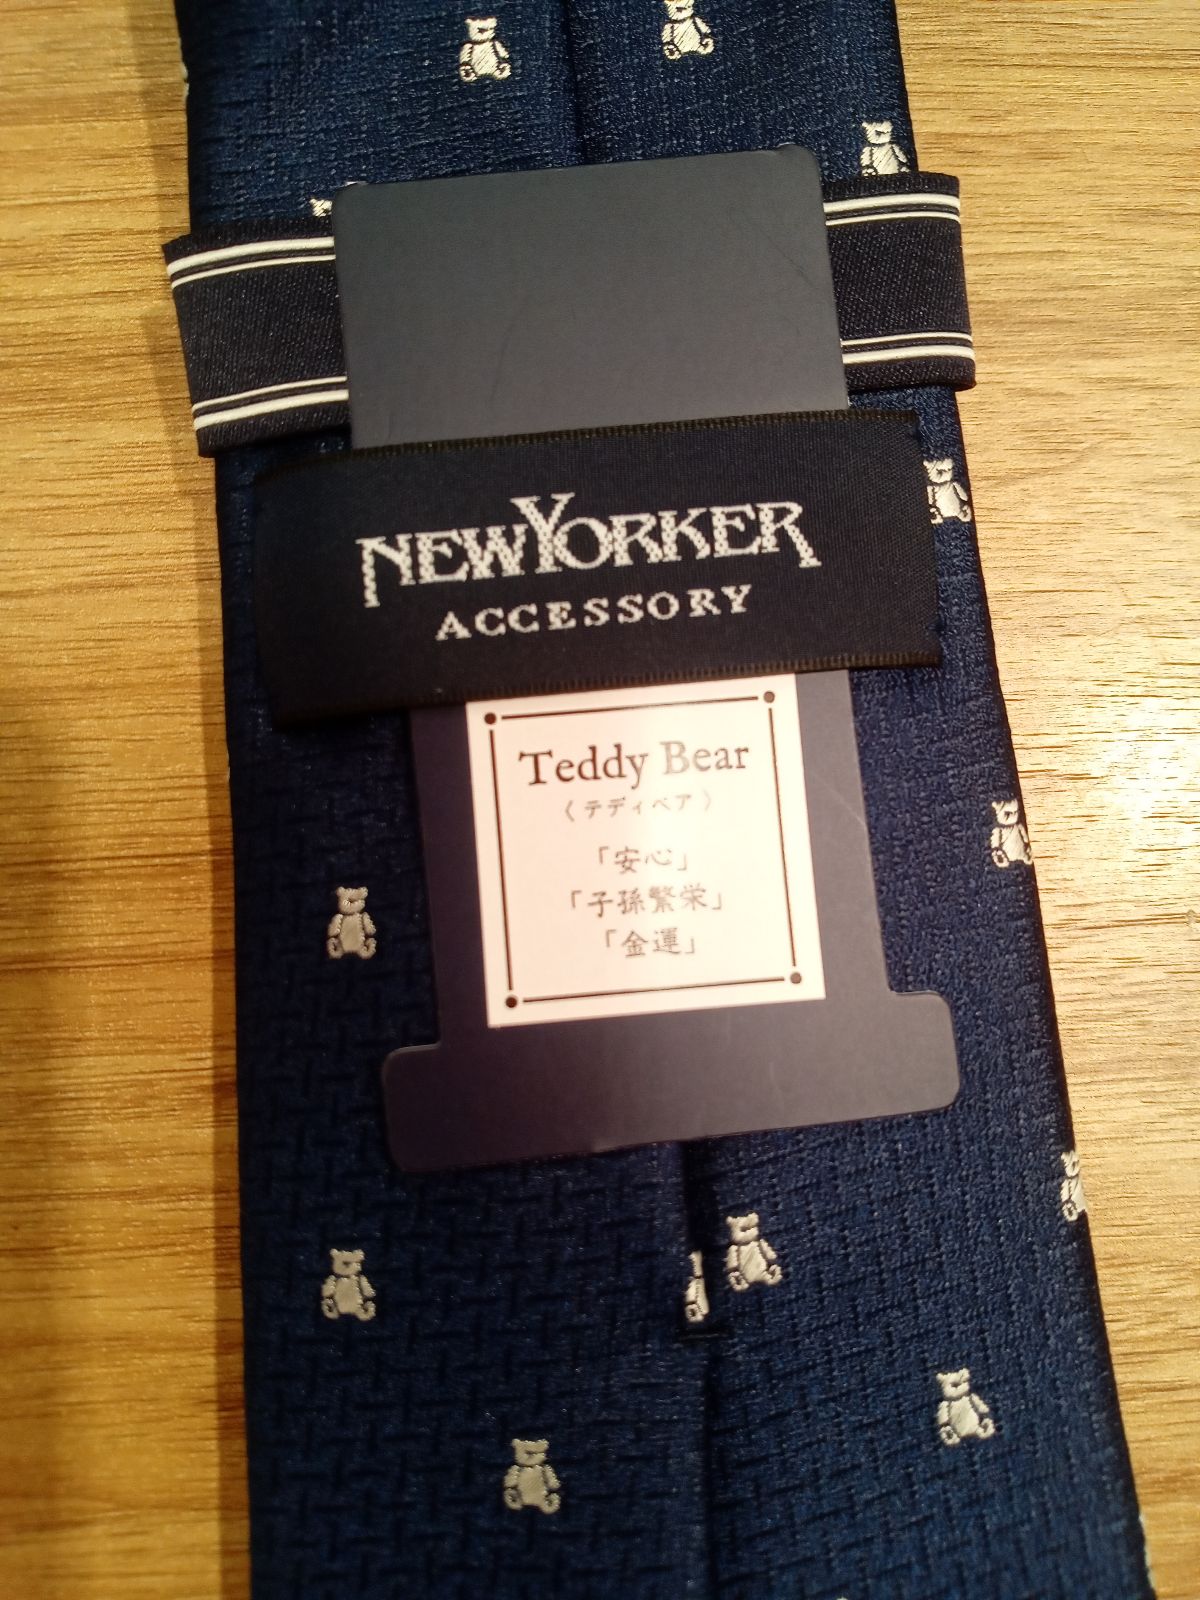 NEWYORKER
ACCESSORY
Teddy Bear
〈テディベア〉
「安心」
「子孫繁栄」
「金運」